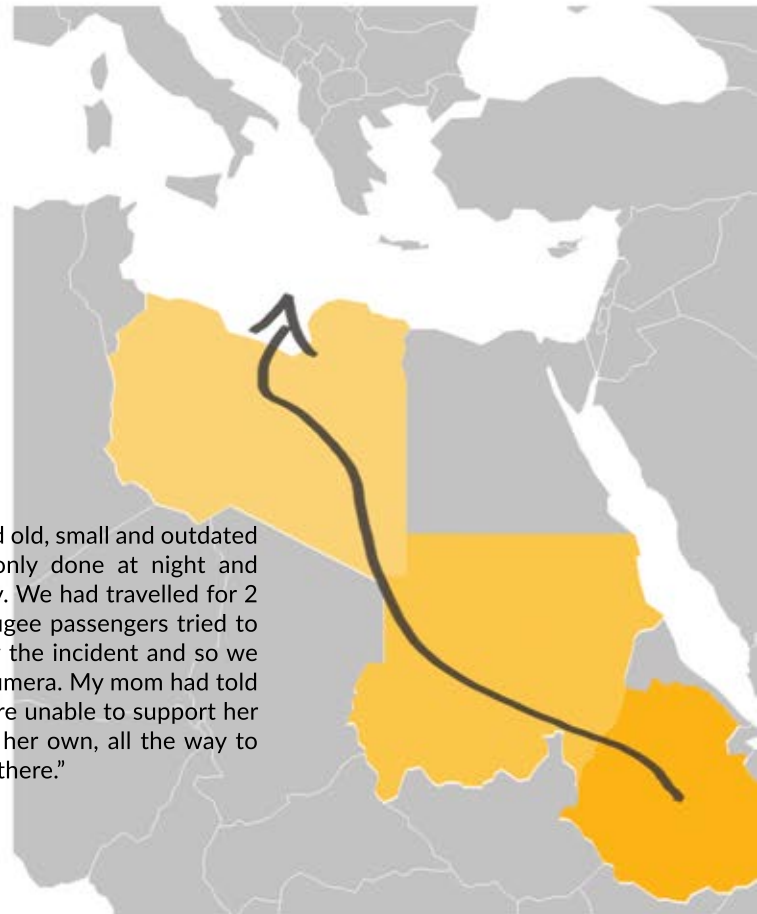 old, small and outdated
only done at night and
. We had travelled for 2
passengers tried to
the incident and so we
. My mom had told
unable to support her
her own, all the way to
there.”